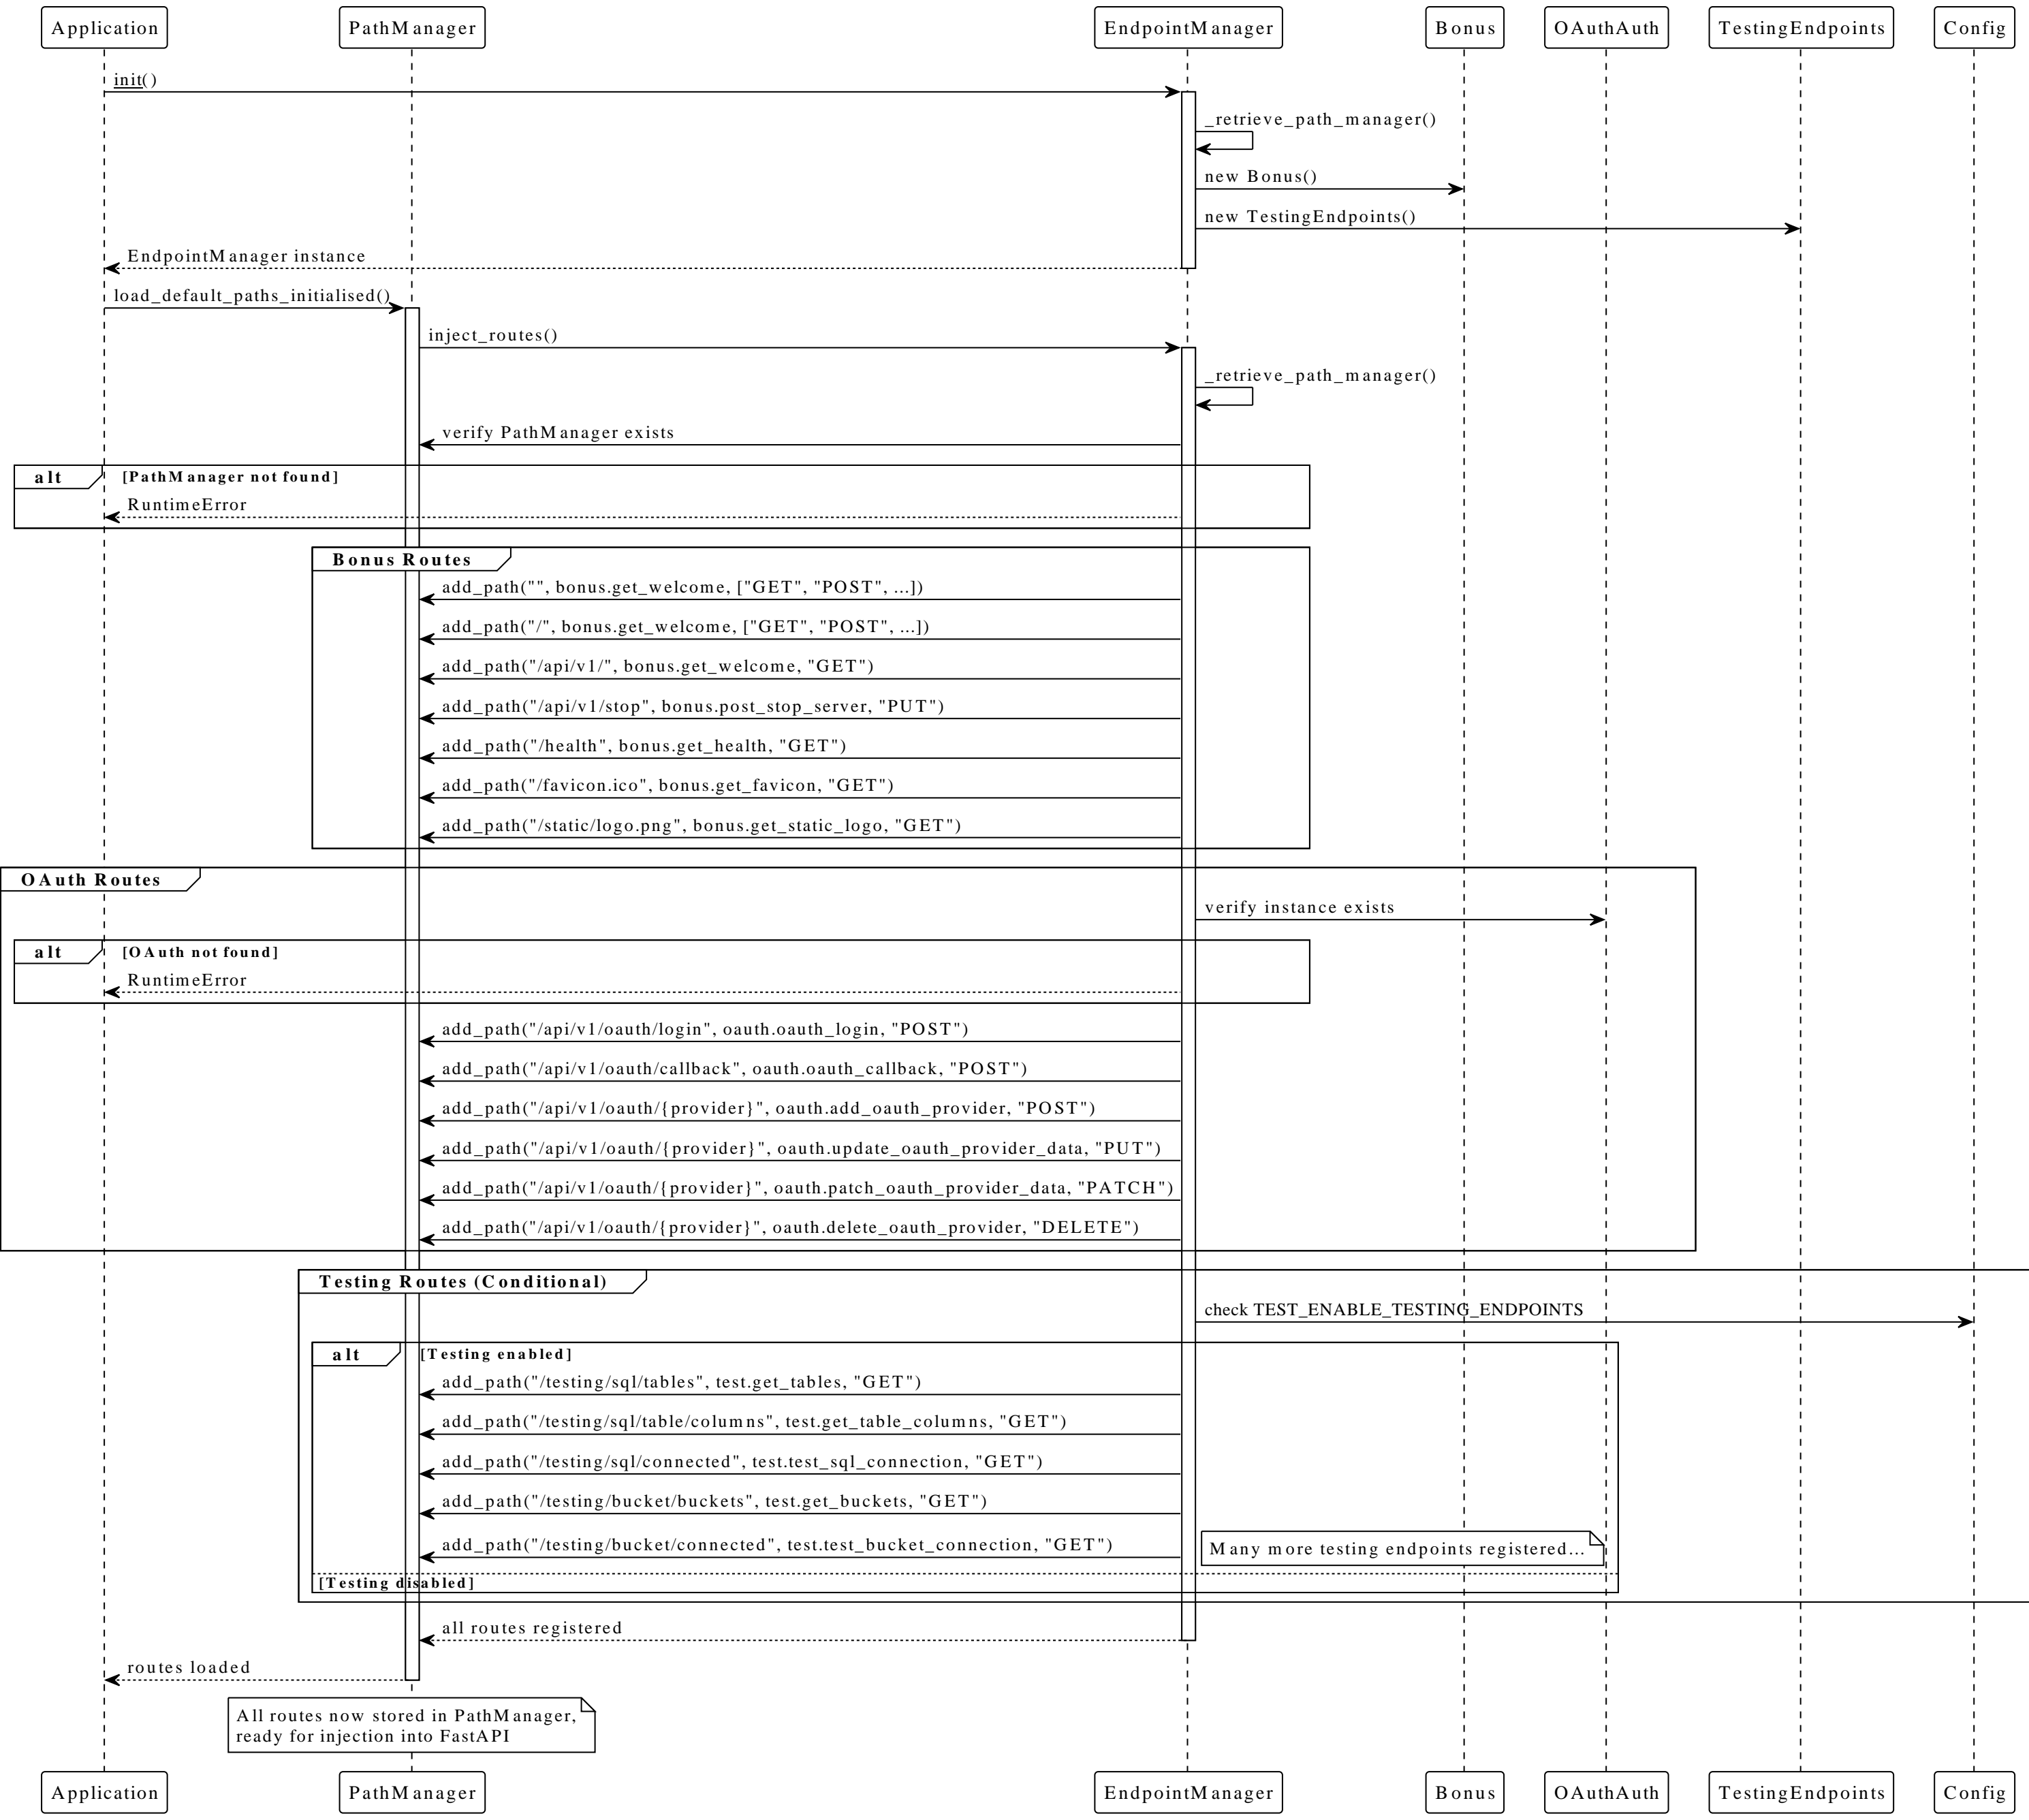 Application
PathManager
EndpointManager
Bonus
OAuthAuth
TestingEndpoints
Config
init()
_retrieve_path_manager()
new Bonus()
new TestingEndpoints()
EndpointManager instance
load_default_paths_initialised()
inject_routes()
_retrieve_path_manager()
verify PathManager exists
alt [PathManager not found]
RuntimeError
Bonus Routes
add_path("", bonus.get_welcome, ["GET", "POST", ...])
add_path("/", bonus.get_welcome, ["GET", "POST", ...])
add_path("/api/v1/", bonus.get_welcome, "GET")
add_path("/api/v1/stop", bonus.post_stop_server, "PUT")
add_path("/health", bonus.get_health, "GET")
add_path("/favicon.ico", bonus.get_favicon, "GET")
add_path("/static/logo.png", bonus.get_static_logo, "GET")
OAuth Routes
verify instance exists
alt [OAuth not found]
RuntimeError
add_path("/api/v1/oauth/login", oauth.oauth_login, "POST")
add_path("/api/v1/oauth/callback", oauth.oauth_callback, "POST")
add_path("/api/v1/oauth/{provider}", oauth.add_oauth_provider, "POST")
add_path("/api/v1/oauth/{provider}", oauth.update_oauth_provider_data, "PUT")
add_path("/api/v1/oauth/{provider}", oauth.patch_oauth_provider_data, "PATCH")
add_path("/api/v1/oauth/{provider}", oauth.delete_oauth_provider, "DELETE")
Testing Routes (Conditional)
check TEST_ENABLE_TESTING_ENDPOINTS
alt [Testing enabled]
add_path("/testing/sql/tables", test.get_tables, "GET")
add_path("/testing/sql/table/columns", test.get_table_columns, "GET")
add_path("/testing/sql/connected", test.test_sql_connection, "GET")
add_path("/testing/bucket/buckets", test.get_buckets, "GET")
add_path("/testing/bucket/connected", test.test_bucket_connection, "GET")
Many more testing endpoints registered...
[Testing disabled]
all routes registered
routes loaded
All routes now stored in PathManager,
ready for injection into FastAPI
Application
PathManager
EndpointManager
Bonus
OAuthAuth
TestingEndpoints
Config